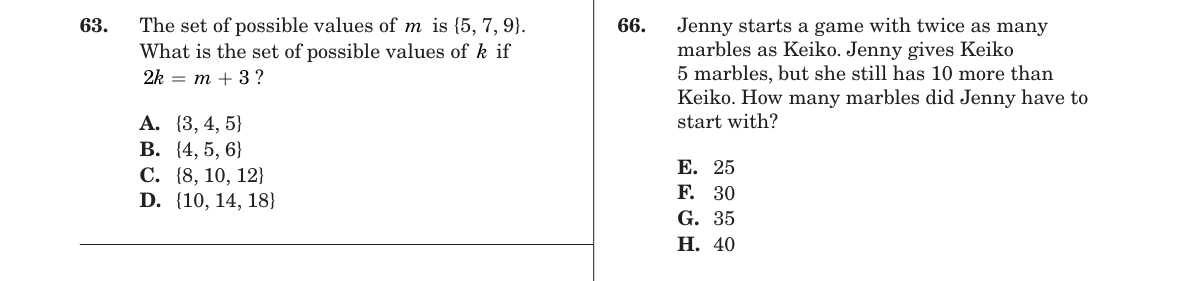 63. The set of possible values of m is {5, 7, 9}.
What is the set of possible values of k if
2k = m + 3 ?
A. {3, 4, 5}
B. {4, 5, 6}
C. {8, 10, 12}
D. {10, 14, 18}
66. Jenny starts a game with twice as many
marbles as Keiko. Jenny gives Keiko
5 marbles, but she still has 10 more than
Keiko. How many marbles did Jenny have to
start with?
E. 25
F. 30
G. 35
H. 40